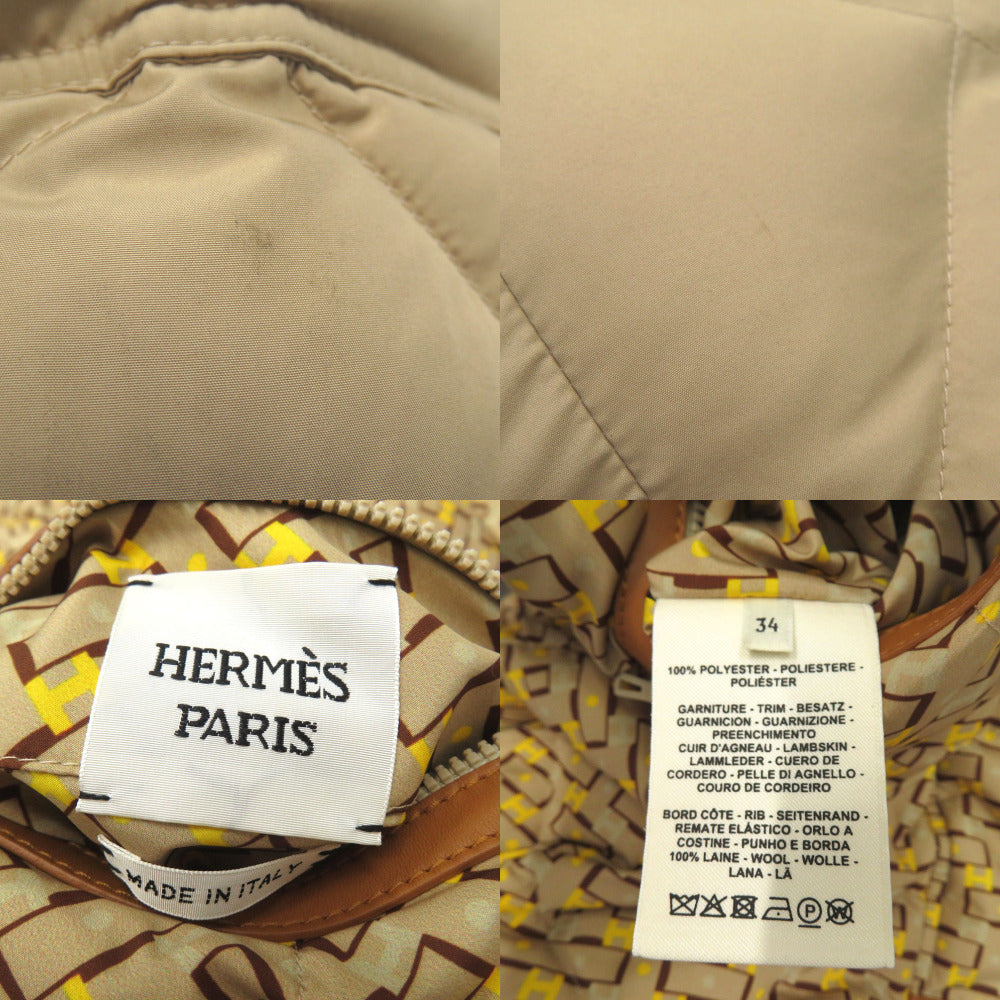 HERMÈS
PARIS
MADE IN ITALY
34
100% POLYESTER - POLIESTERE -
POLIÉSTER
GARNITURE - TRIM - BESATZ -
GUARNICION - GUARNIZIONE -
PREENCHIMENTO
CUIR D'AGNEAU - LAMBSKIN -
LAMMLEDER - CUERO DE
CORDERO - PELLE DI AGNELLO -
COURO DE CORDEIRO
BORD CÔTE - RIB - SEITENRAND -
REMATE ELÁSTICO - ORLO A
COSTINE - PUNHO E BORDA
100% LAINE - WOOL - WOLLE -
LANA - LÃ